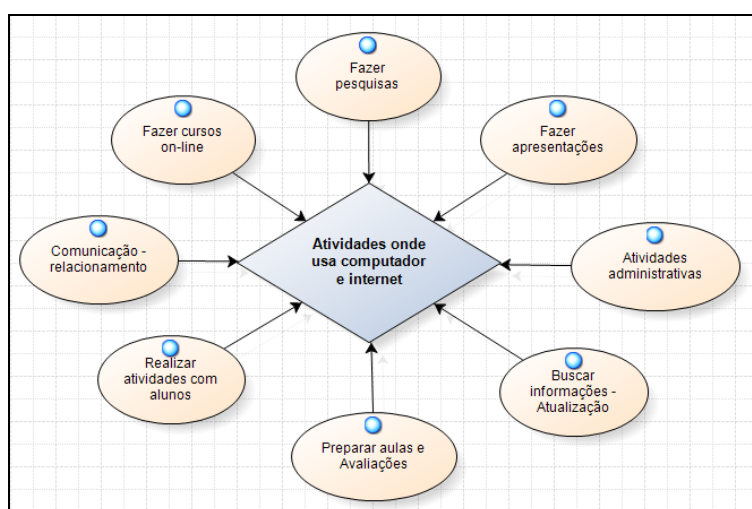 Fazer
pesquisas
Fazer cursos
on-line
Fazer
apresentações
Comunicação -
relacionamento
Atividades onde
usa computador
e internet
Atividades
administrativas
Realizar
atividades com
alunos
Buscar
informações -
Atualização
Preparar aulas e
Avaliações